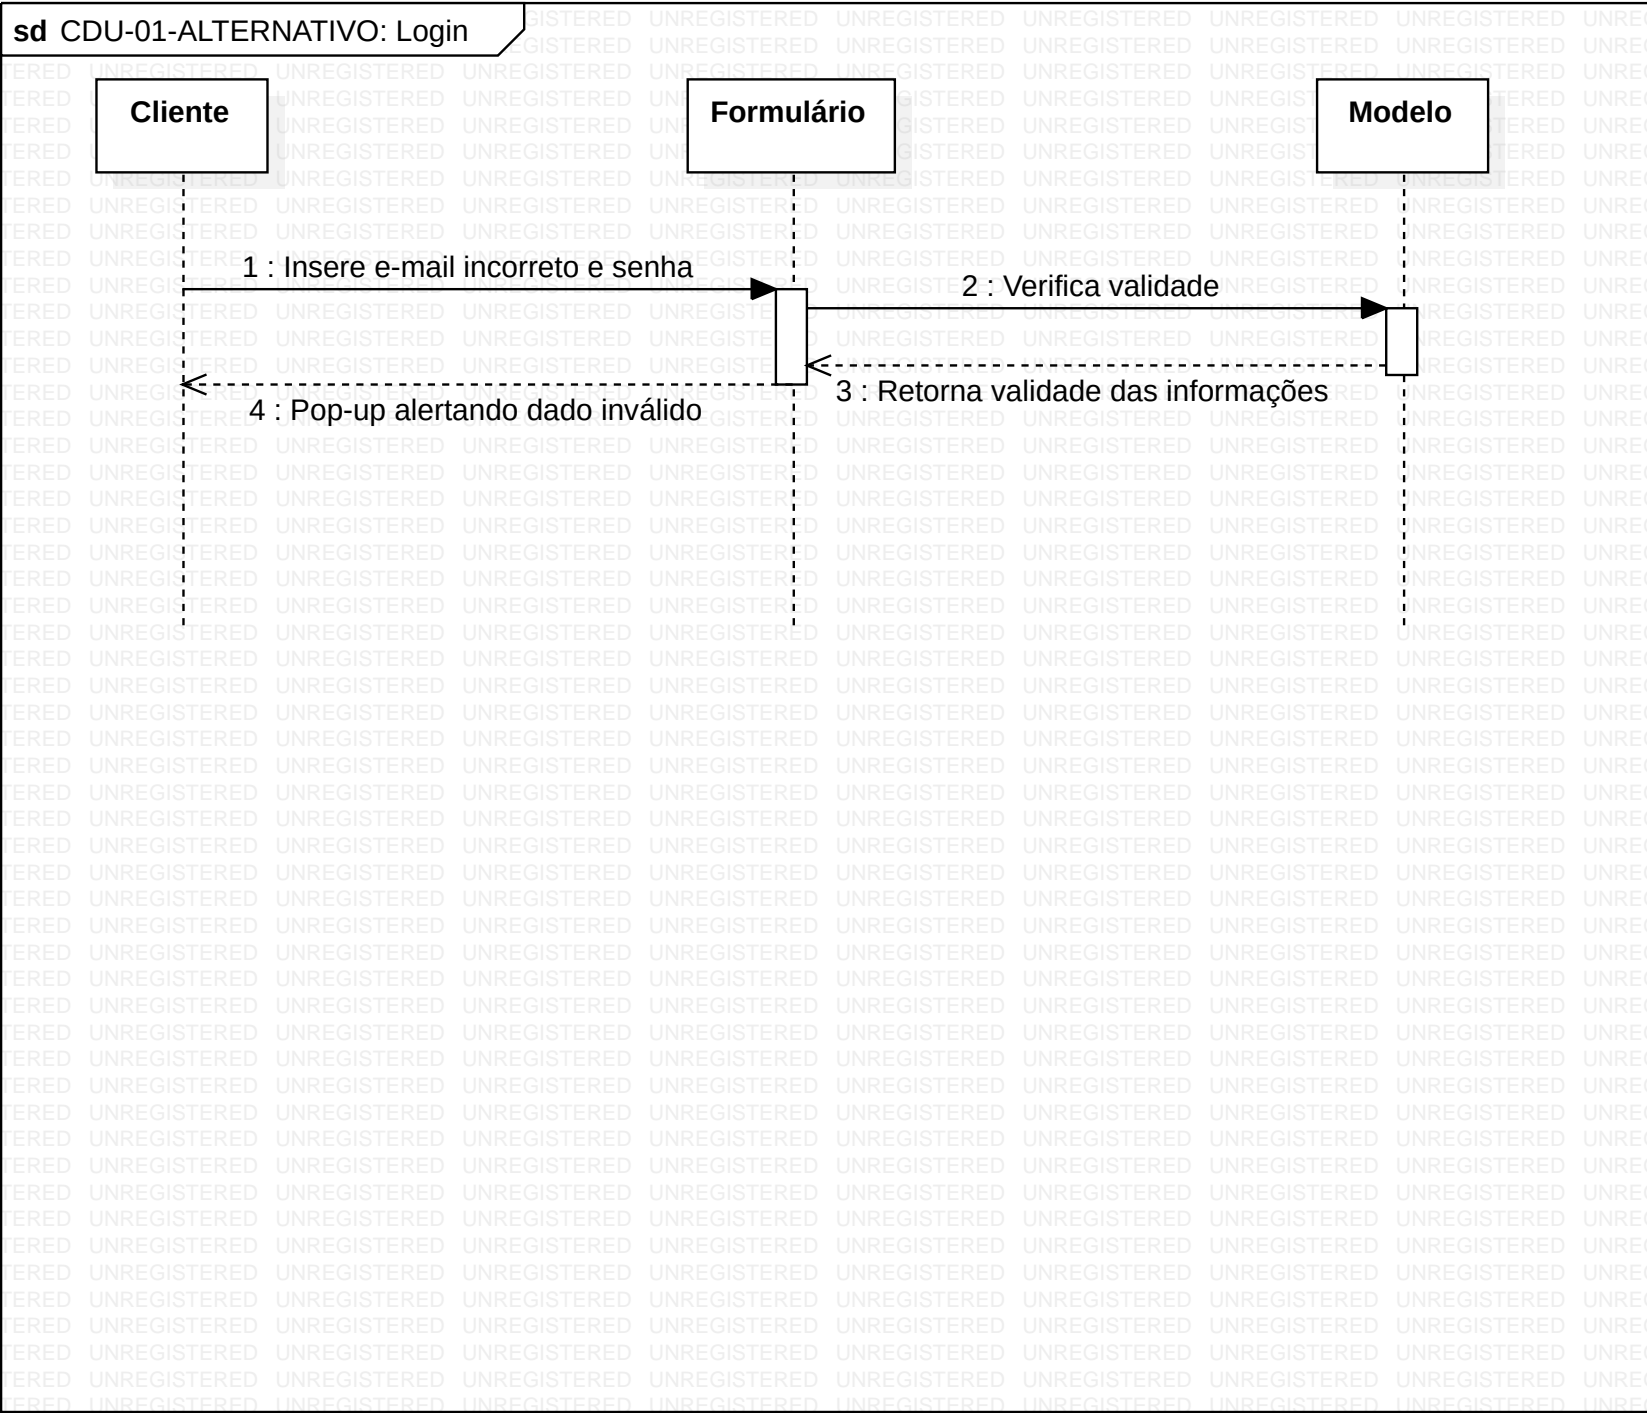 sd CDU-01-ALTERNATIVO: Login
Cliente
Formulário
Modelo
1 : Insere e-mail incorreto e senha
2 : Verifica validade
3 : Retorna validade das informações
4 : Pop-up alertando dado inválido
UNREGISTERED